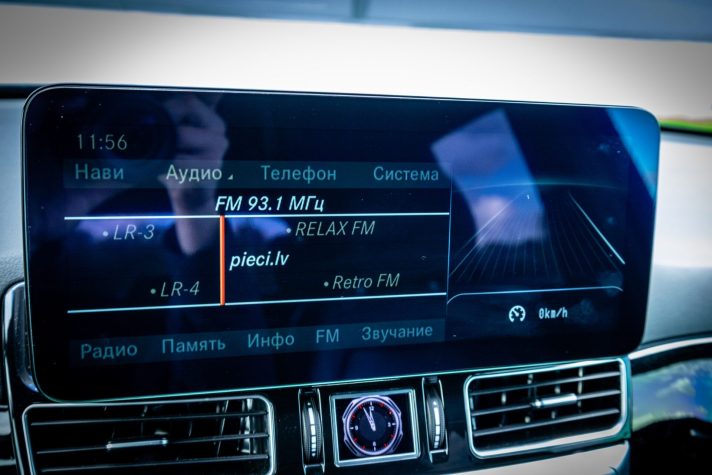 11:56
Нави Аудио Телефон Система
FM 93.1 МГц
• LR-3 • RELAX FM
pieci.lv
• LR-4 • Retro FM
Радио Память Инфо FM Звучание
0km/h